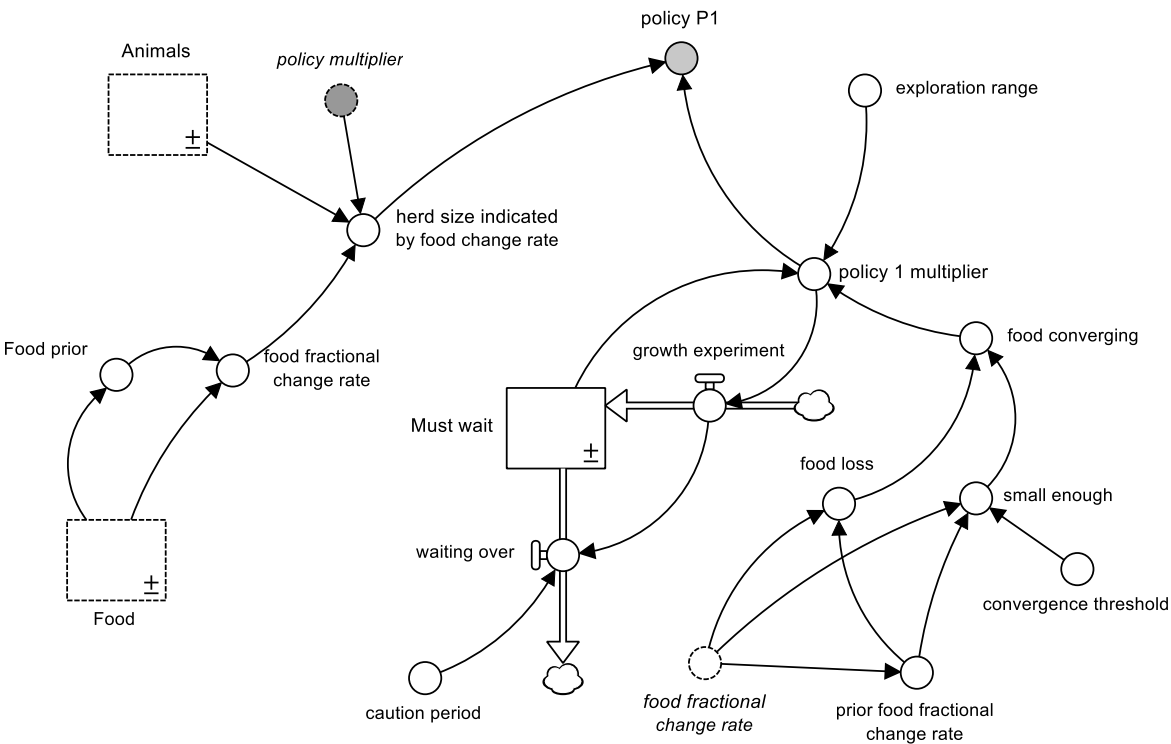 policy P1
Animals
policy multiplier
exploration range
±
herd size indicated
by food change rate
policy 1 multiplier
food converging
Food prior
growth experiment
food fractional
change rate
Must wait
±
food loss
small enough
waiting over
±
Food
convergence threshold
caution period
food fractional
change rate
prior food fractional
change rate